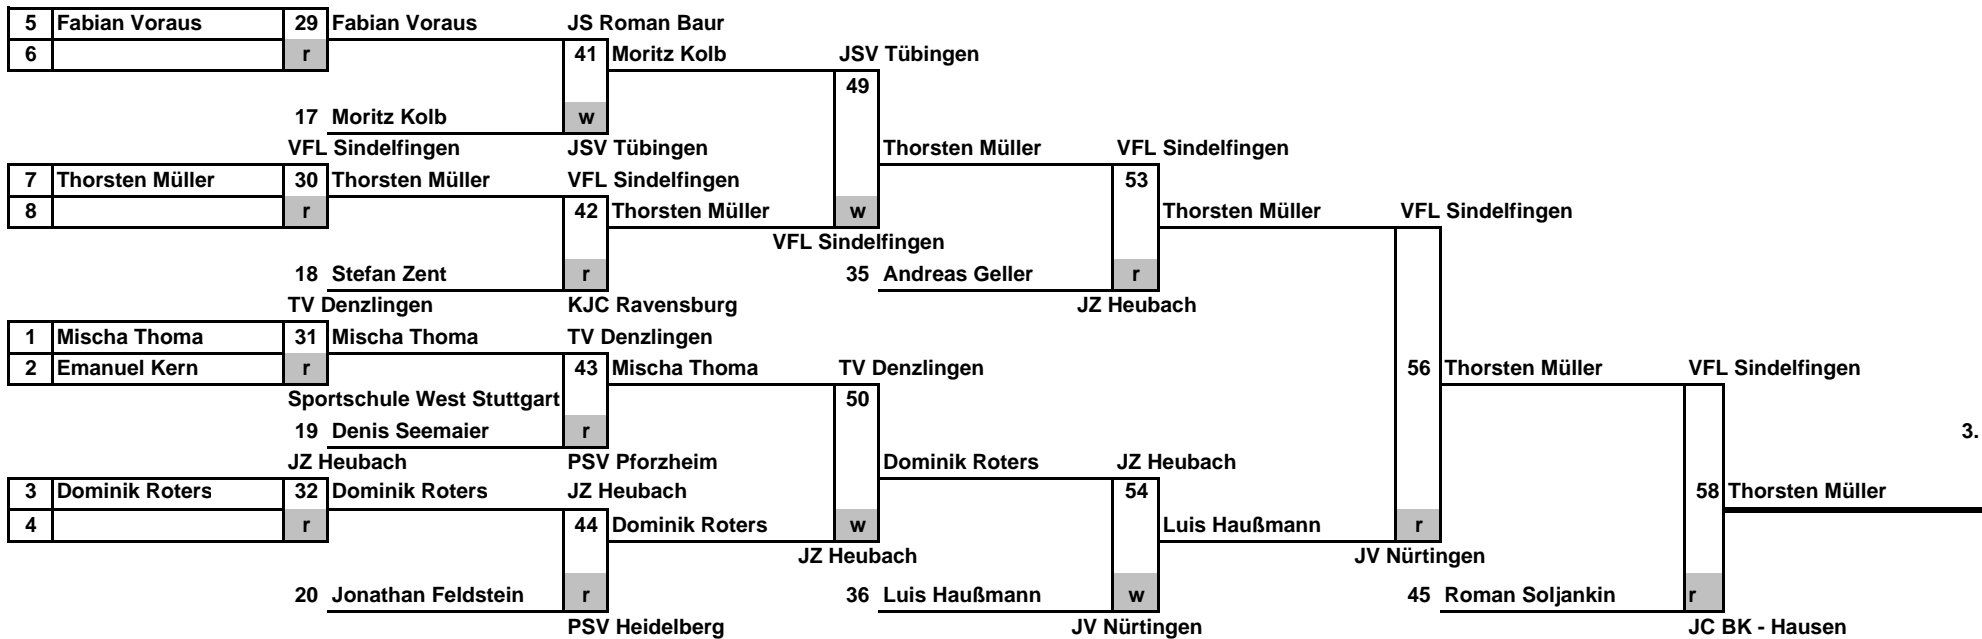 5 Fabian Voraus 29 Fabian Voraus JS Roman Baur
6 r 41 Moritz Kolb JSV Tübingen
49
17 Moritz Kolb w
VFL Sindelfingen JSV Tübingen Thorsten Müller VFL Sindelfingen
7 Thorsten Müller 30 Thorsten Müller VFL Sindelfingen 53
8 r 42 Thorsten Müller w Thorsten Müller VFL Sindelfingen
VFL Sindelfingen
18 Stefan Zent r 35 Andreas Geller r
TV Denzlingen KJC Ravensburg JZ Heubach
1 Mischa Thoma 31 Mischa Thoma TV Denzlingen
2 Emanuel Kern r 43 Mischa Thoma TV Denzlingen 56 Thorsten Müller VFL Sindelfingen
Sportschule West Stuttgart 50
19 Denis Seemaier r 3.
JZ Heubach PSV Pforzheim Dominik Roters JZ Heubach
3 Dominik Roters 32 Dominik Roters JZ Heubach 54 58 Thorsten Müller
4 r 44 Dominik Roters w Luis Haußmann r
JZ Heubach JV Nürtingen
20 Jonathan Feldstein r 36 Luis Haußmann w 45 Roman Soljankin r
PSV Heidelberg JV Nürtingen JC BK - Hausen